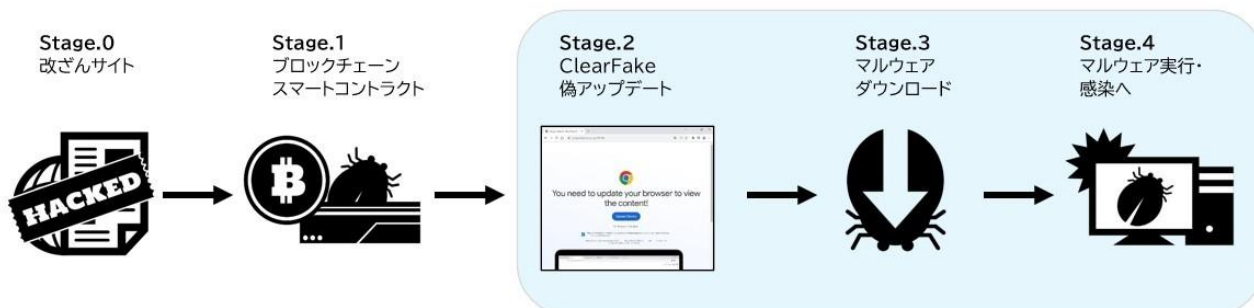 Stage.0
改ざんサイト
Stage.1
ブロックチェーン
スマートコントラクト
Stage.2
ClearFake
偽アップデート
Stage.3
マルウェア
ダウンロード
Stage.4
マルウェア実行・
感染へ
HACKED
You need to update your browser to view
the content!